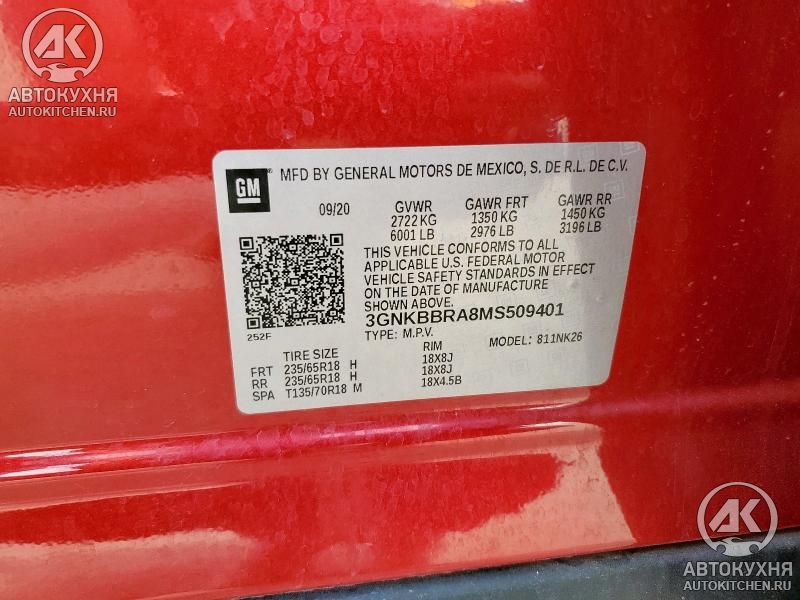 АК
АВТОКУХНЯ
AUTOKITCHEN.RU
GM
MFD BY GENERAL MOTORS DE MEXICO, S. DE R.L. DE C.V.
09/20 GVWR GAWR FRT GAWR RR
2722 KG 1350 KG 1450 KG
6001 LB 2976 LB 3196 LB
THIS VEHICLE CONFORMS TO ALL
APPLICABLE U.S. FEDERAL MOTOR
VEHICLE SAFETY STANDARDS IN EFFECT
ON THE DATE OF MANUFACTURE
SHOWN ABOVE.
252F
3GNKBBRA8MS509401
TYPE: M.P.V. MODEL: 811NK26
TIRE SIZE RIM
FRT 235/65R18 H 18X8J
RR 235/65R18 H 18X8J
SPA T135/70R18 M 18X4.5B
АК
АВТОКУХНЯ
AUTOKITCHEN.RU